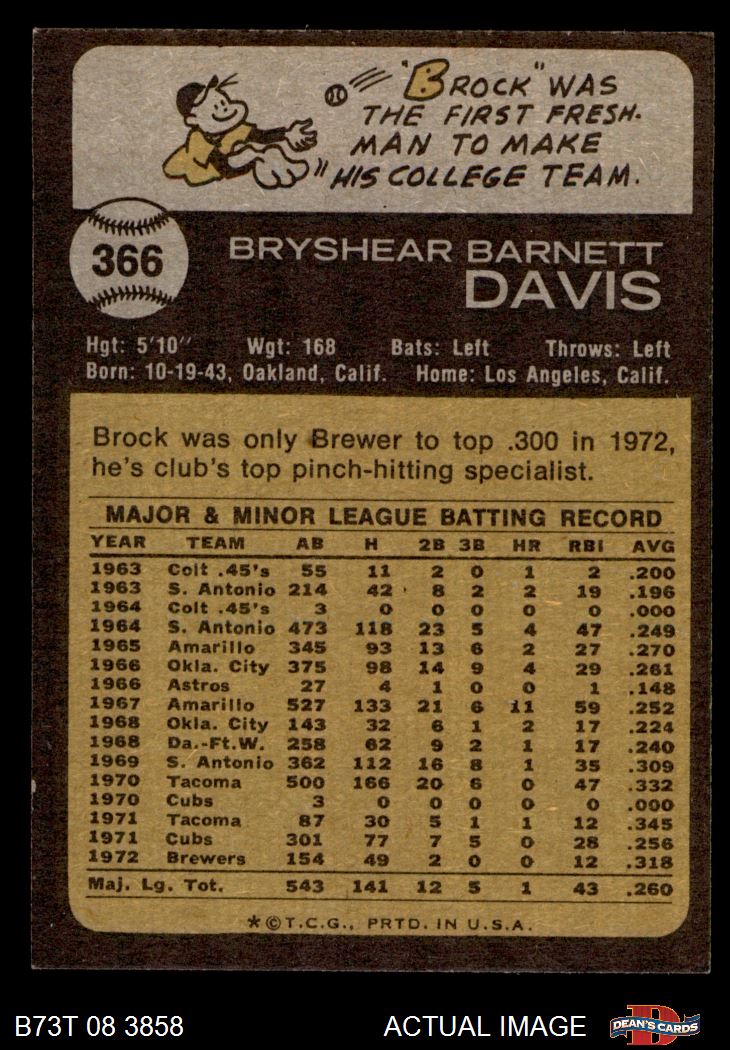 "BROCK" WAS
THE FIRST FRESH-
MAN TO MAKE
HIS COLLEGE TEAM.
366
BRYSHEAR BARNETT
DAVIS
Hgt: 5'10" Wgt: 168 Bats: Left Throws: Left
Born: 10-19-43, Oakland, Calif. Home: Los Angeles, Calif.
Brock was only Brewer to top .300 in 1972,
he's club's top pinch-hitting specialist.
MAJOR & MINOR LEAGUE BATTING RECORD
YEAR TEAM AB H 2B 3B HR RBI AVG
1963 Colt .45's 55 11 2 0 1 2 .200
1963 S. Antonio 214 42 8 2 2 19 .196
1964 Colt .45's 3 0 0 0 0 0 .000
1964 S. Antonio 473 118 23 5 4 47 .249
1965 Amarillo 345 93 13 6 2 27 .270
1966 Okla. City 375 98 14 9 4 29 .261
1966 Astros 27 4 1 0 0 1 .148
1967 Amarillo 527 133 21 6 11 59 .252
1968 Okla. City 143 32 6 1 2 17 .224
1968 Da.-Ft.W. 258 62 9 2 1 17 .240
1969 S. Antonio 362 112 16 8 1 35 .309
1970 Tacoma 500 166 20 6 0 47 .332
1970 Cubs 3 0 0 0 0 0 .000
1971 Tacoma 87 30 5 1 1 12 .345
1971 Cubs 301 77 7 5 0 28 .256
1972 Brewers 154 49 2 0 0 12 .318
Maj. Lg. Tot. 543 141 12 5 1 43 .260
*©T.C.G., PRTD. IN U.S.A.
B73T 08 3858 ACTUAL IMAGE D DEAN'S CARDS